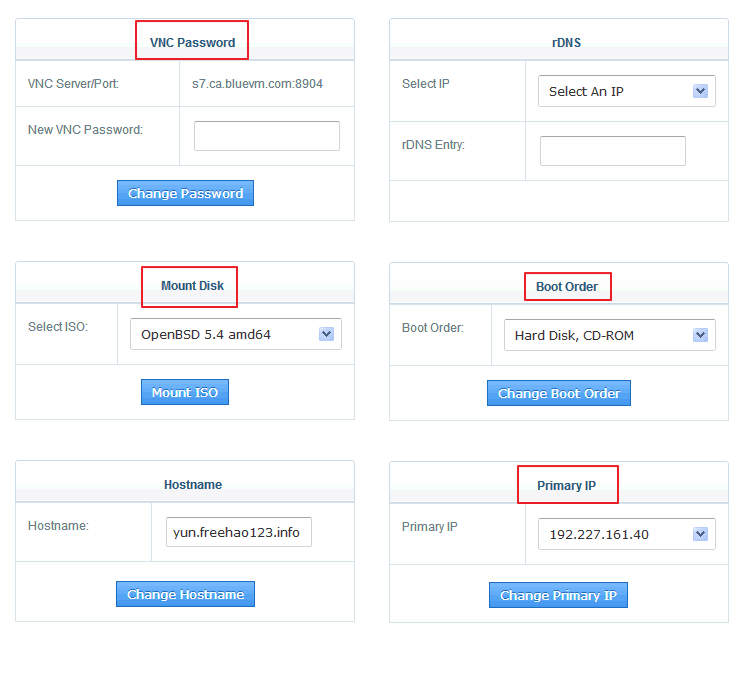 VNC Password
VNC Server/Port: s7.ca.bluevm.com:8904
New VNC Password:
Change Password
rDNS
Select IP Select An IP
rDNS Entry:
Mount Disk
Select ISO: OpenBSD 5.4 amd64
Mount ISO
Boot Order
Boot Order: Hard Disk, CD-ROM
Change Boot Order
Hostname
Hostname: yun.freehao123.info
Change Hostname
Primary IP
Primary IP 192.227.161.40
Change Primary IP